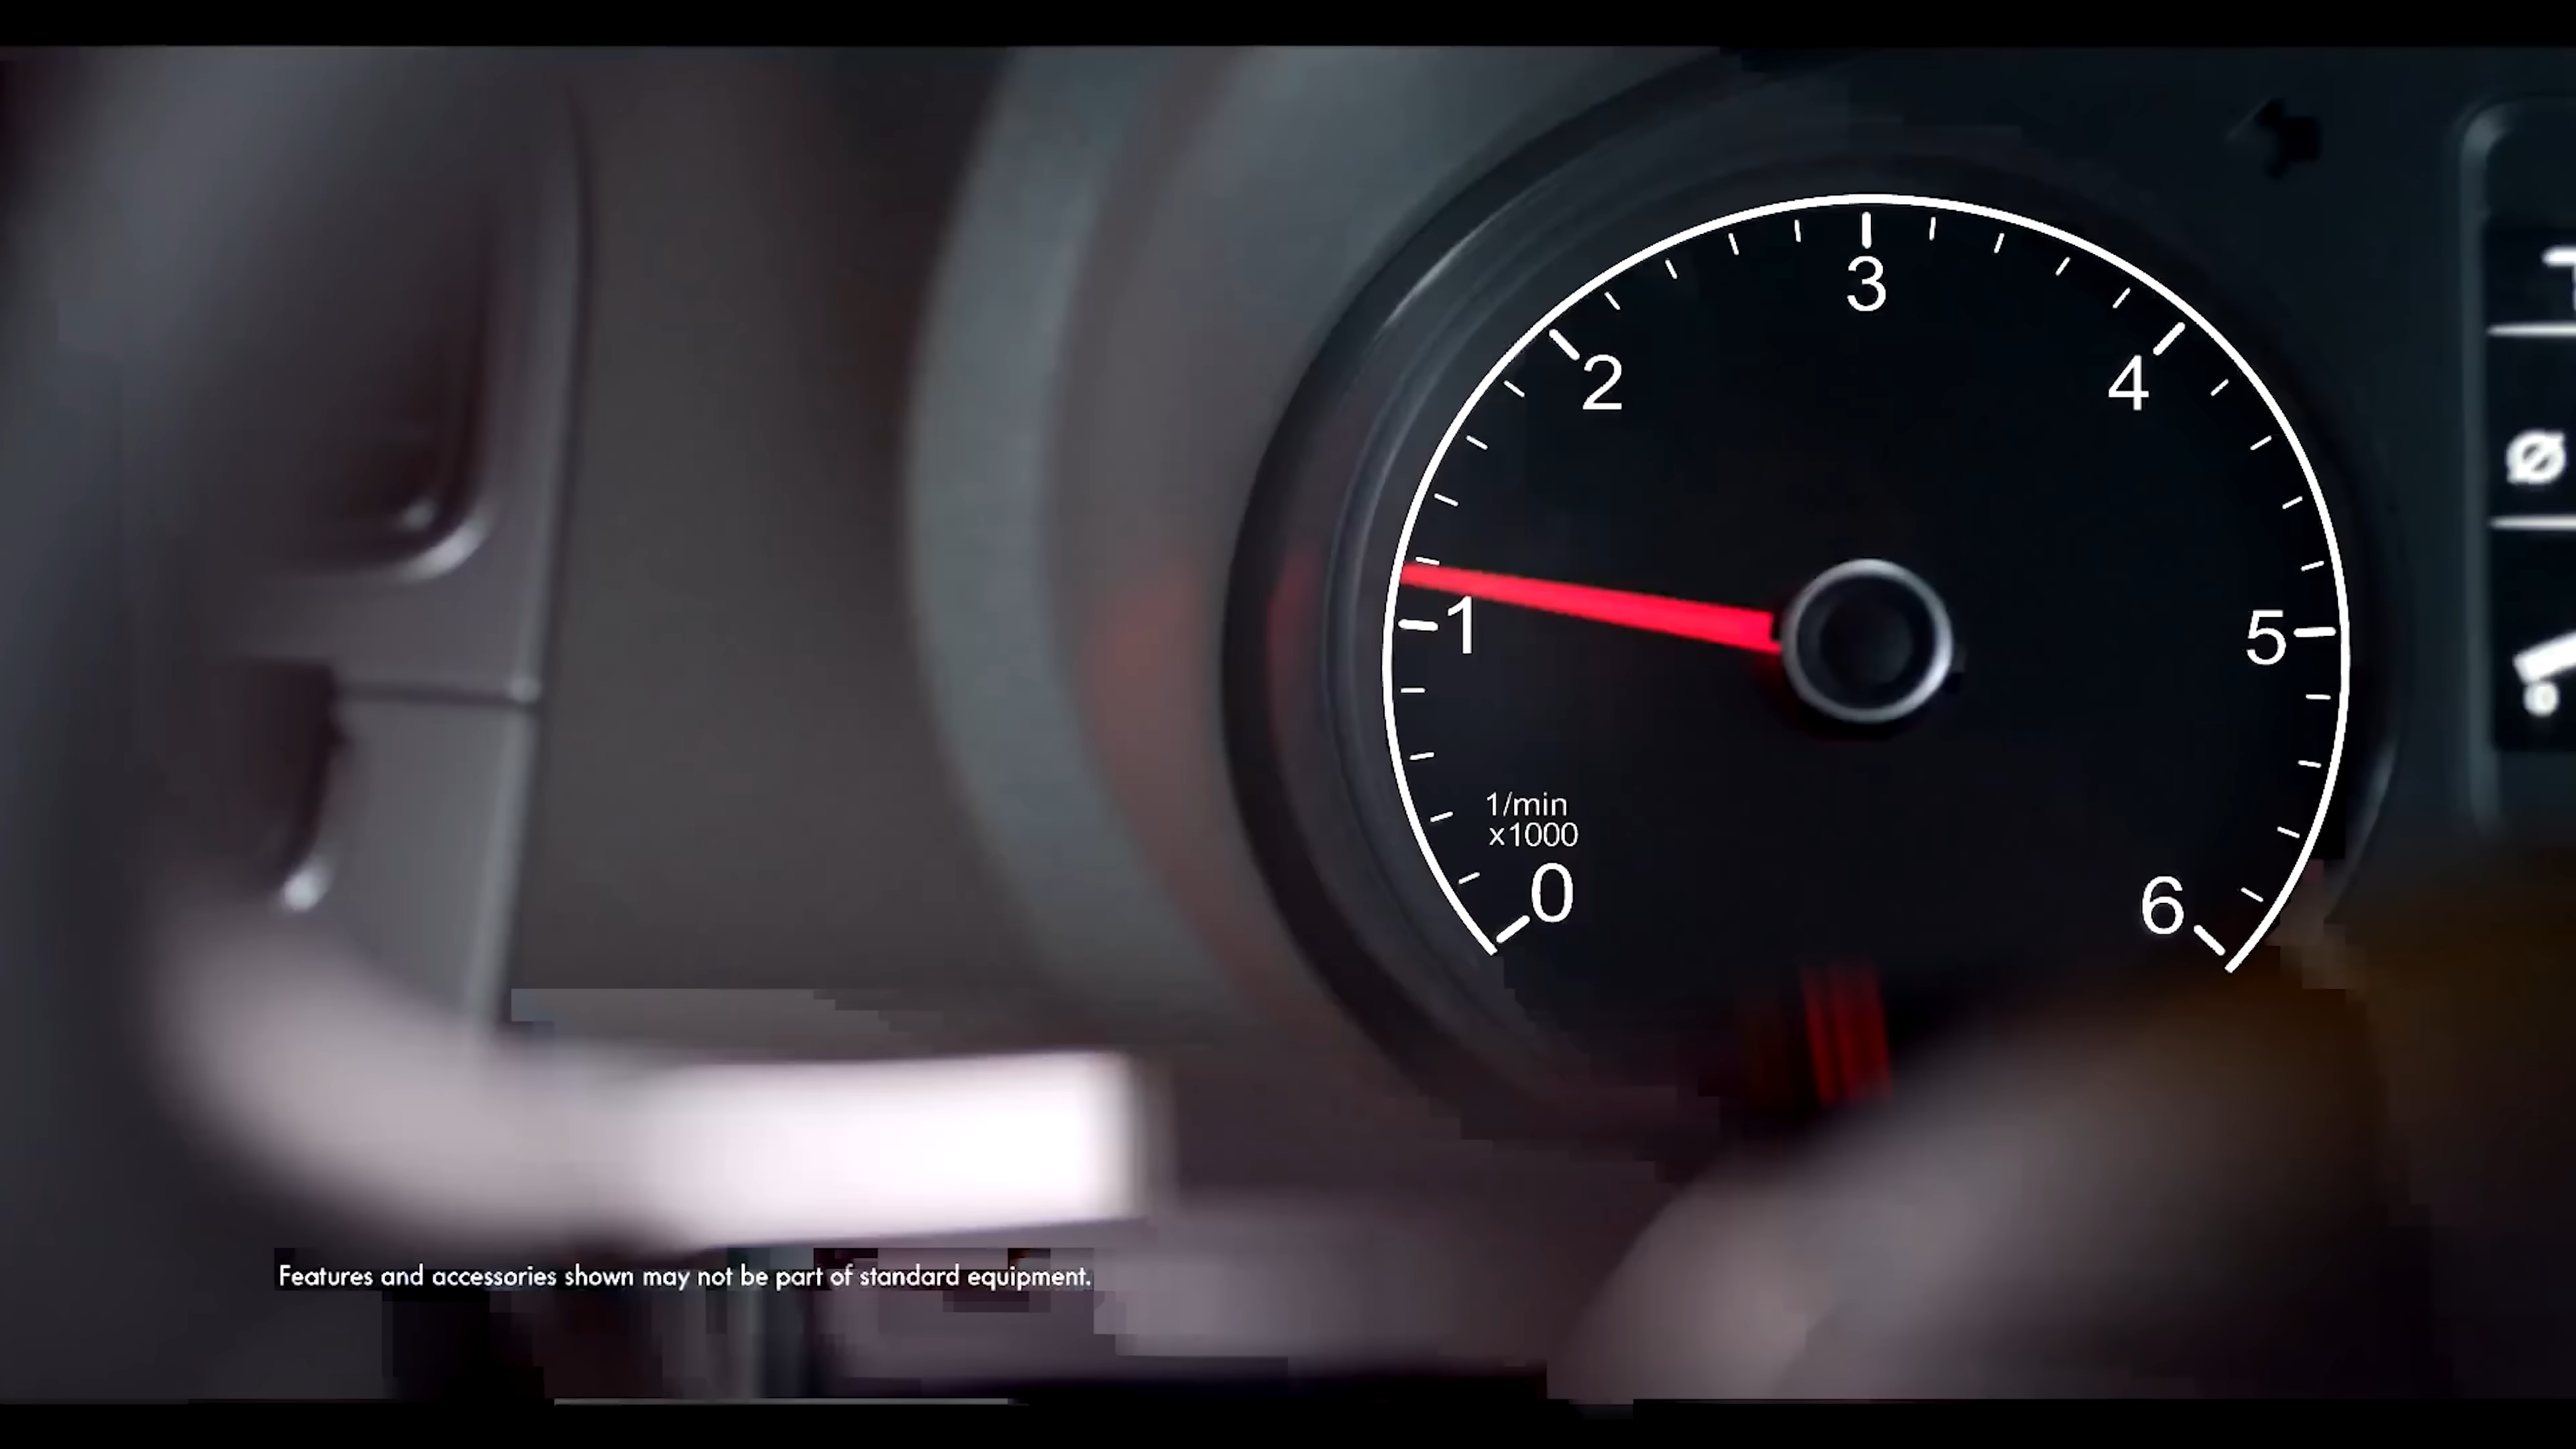 3
2
4
1
5
1/min
x1000
0
6
Features and accessories shown may not be part of standard equipment.